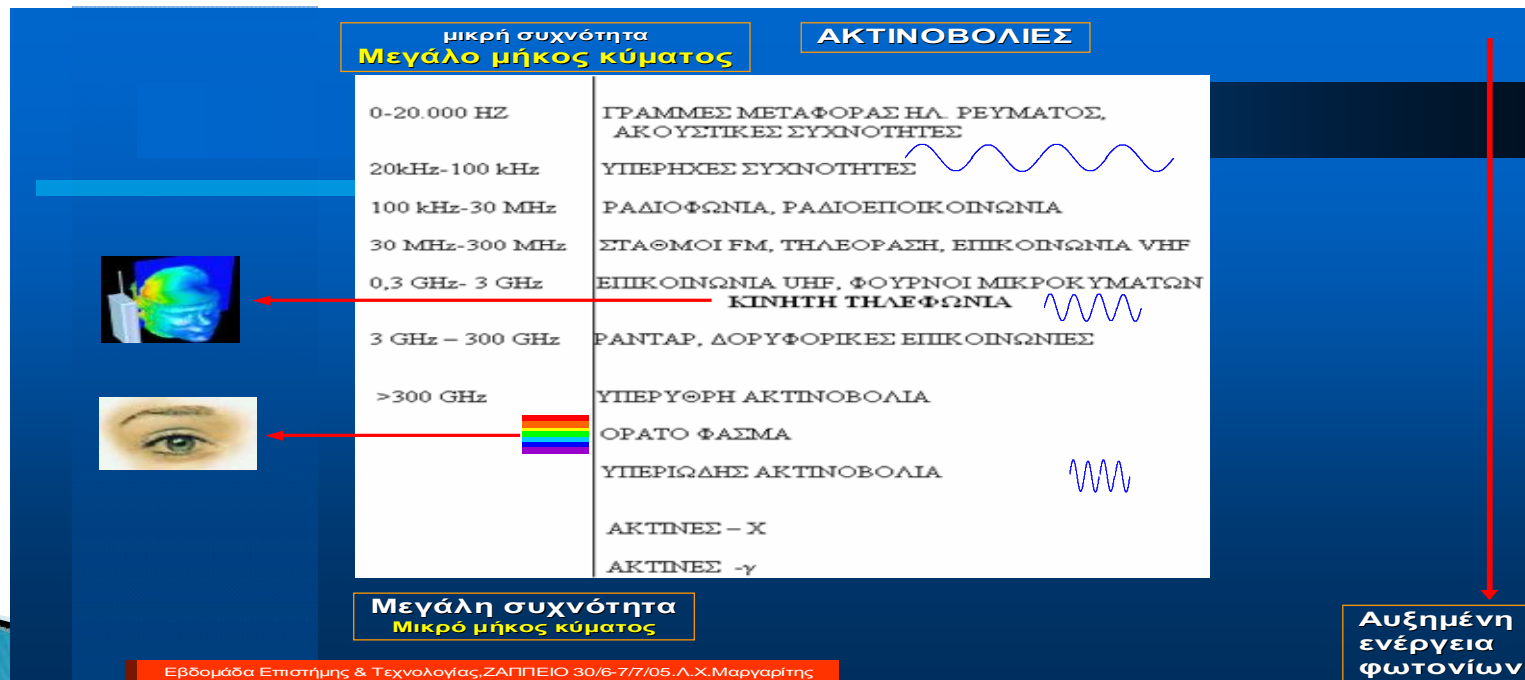 μικρή συχνότητα
Μεγάλο μήκος κύματος
ΑΚΤΙΝΟΒΟΛΙΕΣ
0-20.000 HZ ΓΡΑΜΜΕΣ ΜΕΤΑΦΟΡΑΣ ΗΛ. ΡΕΥΜΑΤΟΣ,
ΑΚΟΥΣΤΙΚΕΣ ΣΥΧΝΟΤΗΤΕΣ
20kHz-100 kHz ΥΠΕΡΗΧΕΣ ΣΥΧΝΟΤΗΤΕΣ
100 kHz-30 MHz ΡΑΔΙΟΦΩΝΙΑ, ΡΑΔΙΟΕΠΟΙΚΟΙΝΩΝΙΑ
30 MHz-300 MHz ΣΤΑΘΜΟΙ FM, ΤΗΛΕΟΡΑΣΗ, ΕΠΙΚΟΙΝΩΝΙΑ VHF
0,3 GHz- 3 GHz ΕΠΙΚΟΙΝΩΝΙΑ UHF, ΦΟΥΡΝΟΙ ΜΙΚΡΟΚΥΜΑΤΩΝ
ΚΙΝΗΤΗ ΤΗΛΕΦΩΝΙΑ
3 GHz – 300 GHz ΡΑΝΤΑΡ, ΔΟΡΥΦΟΡΙΚΕΣ ΕΠΙΚΟΙΝΩΝΙΕΣ
>300 GHz ΥΠΕΡΥΘΡΗ ΑΚΤΙΝΟΒΟΛΙΑ
ΟΡΑΤΟ ΦΑΣΜΑ
ΥΠΕΡΙΩΔΗΣ ΑΚΤΙΝΟΒΟΛΙΑ
ΑΚΤΙΝΕΣ – Χ
ΑΚΤΙΝΕΣ -γ
Μεγάλη συχνότητα
Μικρό μήκος κύματος
Αυξημένη
ενέργεια
φωτονίων
Εβδομάδα Επιστήμης & Τεχνολογίας,ΖΑΠΠΕΙΟ 30/6-7/7/05.Λ.Χ.Μαργαρίτης